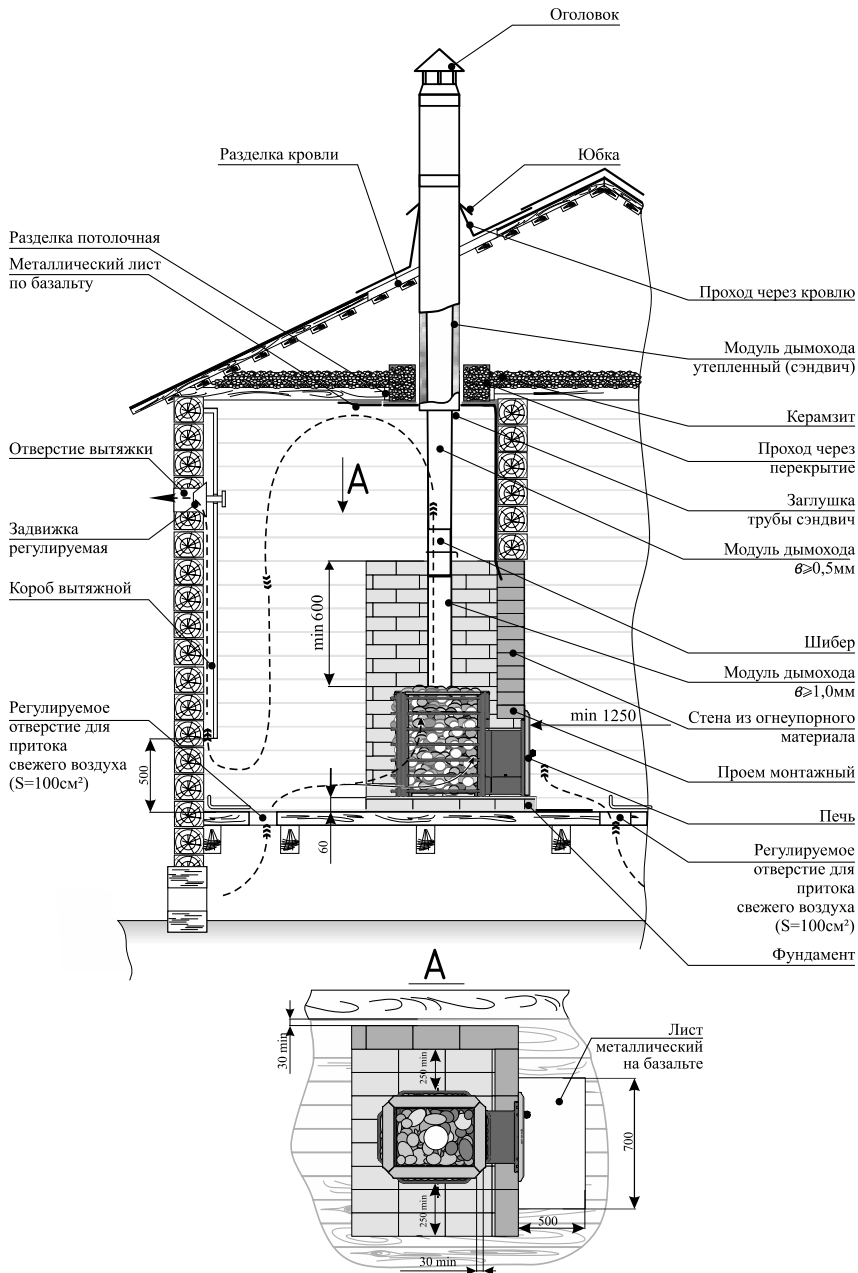 Оголовок
Разделка кровли
Юбка
Разделка потолочная
Металлический лист
по базальту
Проход через кровлю
Модуль дымохода
утепленный (сэндвич)
Керамзит
Отверстие вытяжки
Проход через
перекрытие
А
Заглушка
трубы сэндвич
Задвижка
регулируемая
Модуль дымохода
в⩾0,5мм
Короб вытяжной
min 600
Шибер
Модуль дымохода
в⩾1,0мм
Регулируемое
отверстие для
притока
свежего воздуха
(S=100см²)
min 1250
Стена из огнеупорного
материала
500
Проем монтажный
Печь
60
Регулируемое
отверстие для
притока
свежего воздуха
(S=100см²)
Фундамент
А
30 min
250 min
Лист
металлический
на базальте
700
250 min
500
30 min